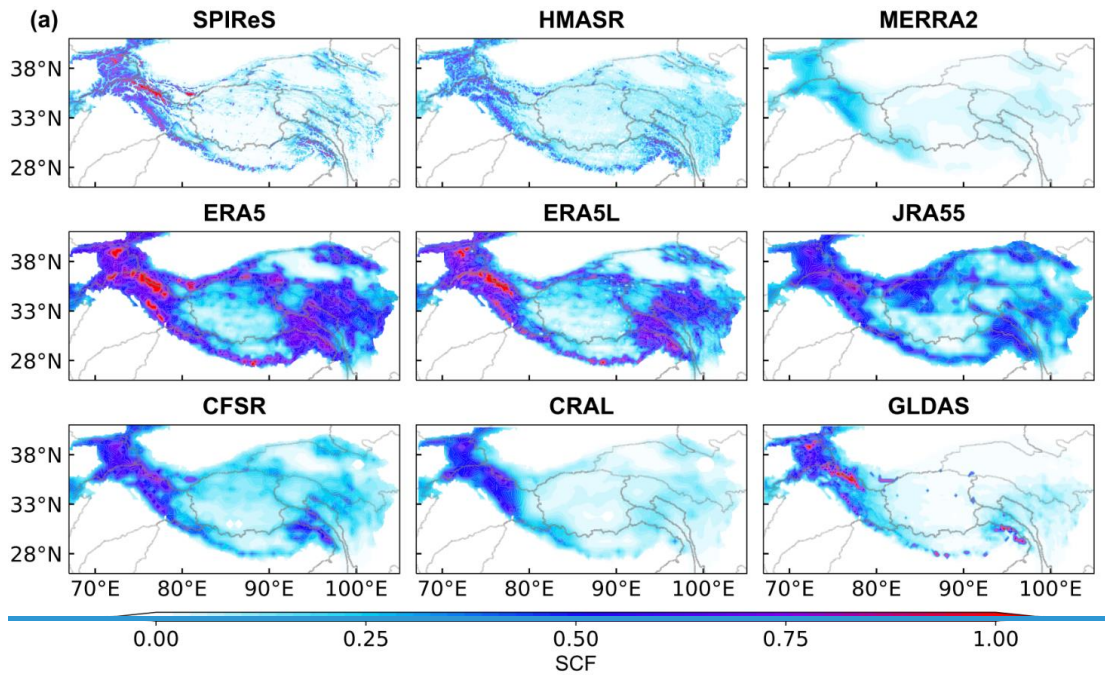 (a)
SPIReS HMASR MERRA2
38°N
33°N
28°N
ERA5 ERA5L JRA55
38°N
33°N
28°N
CFSR CRAL GLDAS
38°N
33°N
28°N
70°E 80°E 90°E 100°E 70°E 80°E 90°E 100°E 70°E 80°E 90°E 100°E
0.00 0.25 0.50 0.75 1.00
SCF